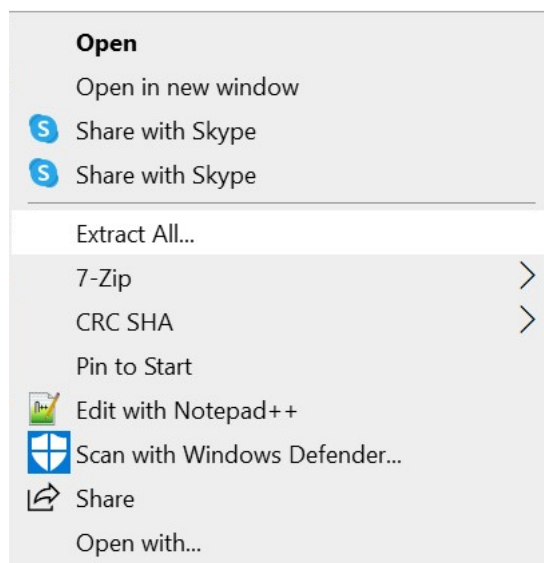 Open
Open in new window
S Share with Skype
S Share with Skype
Extract All...
7-Zip
CRC SHA
Pin to Start
n++ Edit with Notepad++
Scan with Windows Defender...
Share
Open with...